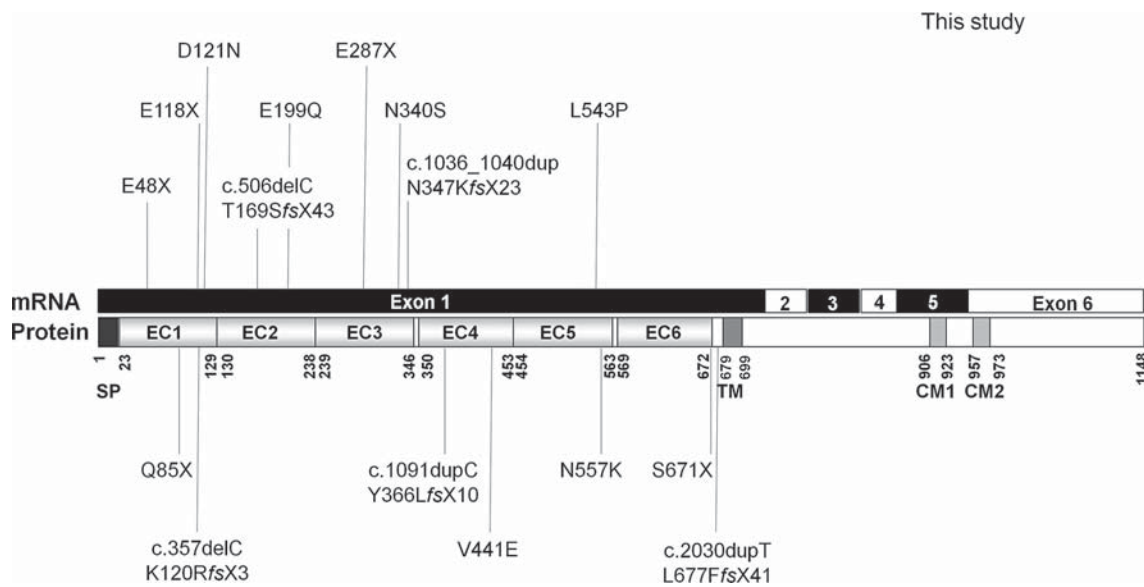 This study
D121N
E287X
E118X
E199Q
N340S
L543P
c.1036_1040dup
N347KfsX23
E48X
c.506delC
T169SfsX43
mRNA
Exon 1
2
3
4
5
Exon 6
Protein
EC1
EC2
EC3
EC4
EC5
EC6
1
23
129
130
238
239
346
350
453
454
563
569
672
679
699
906
923
957
973
1148
SP
TM
CM1
CM2
Q85X
c.1091dupC
Y366LfsX10
N557K
S671X
c.357delC
K120RfsX3
V441E
c.2030dupT
L677FfsX41